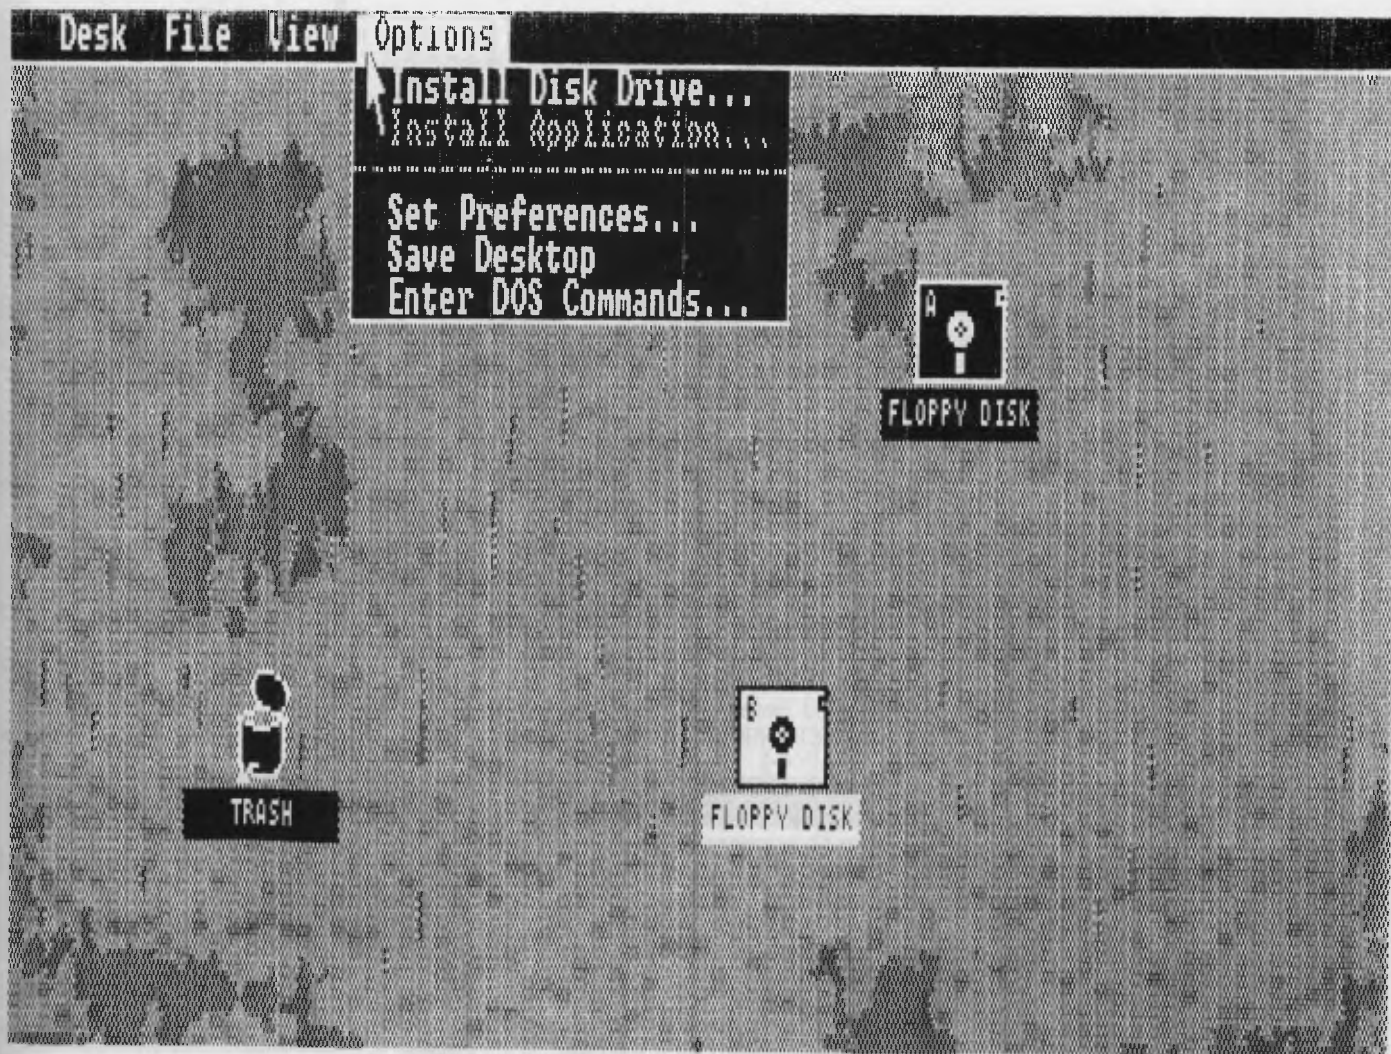 Desk File View Options
Install Disk Drive...
Install Application...
Set Preferences...
Save Desktop
Enter DOS Commands...
A
FLOPPY DISK
B
TRASH
FLOPPY DISK